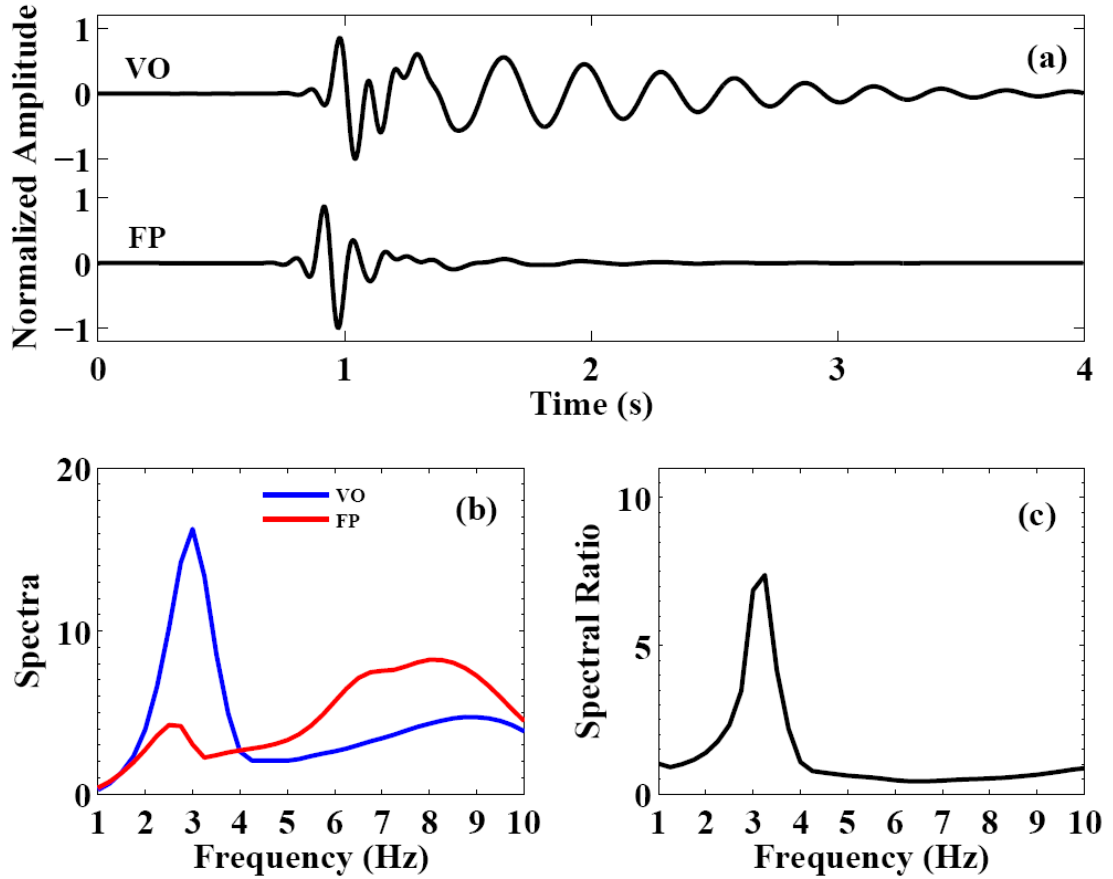 1
VO
(a)
0
−1
Normalized Amplitude
1
FP
0
−1
0 1 2 3 4
Time (s)
20
10
0
Spectra
VO
FP
(b)
1 2 3 4 5 6 7 8 9 10
Frequency (Hz)
10
5
0
Spectral Ratio
(c)
1 2 3 4 5 6 7 8 9 10
Frequency (Hz)